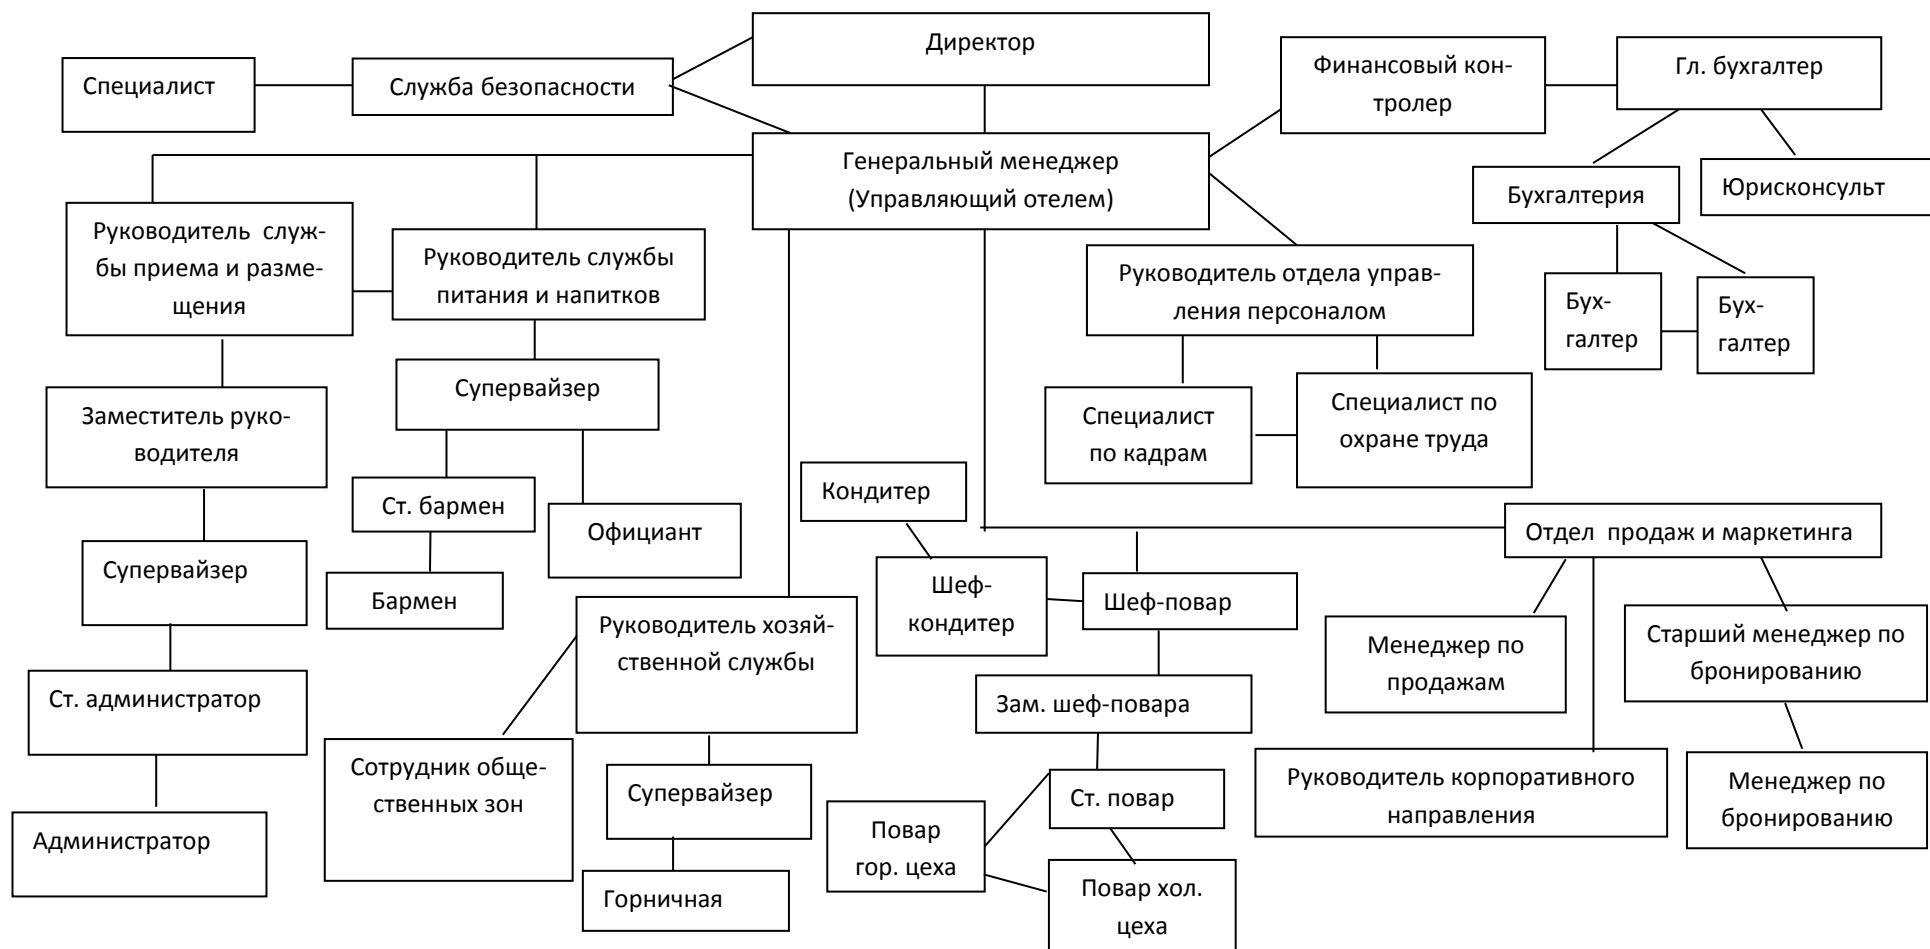 Директор
Специалист
Служба безопасности
Финансовый кон-
тролер
Гл. бухгалтер
Генеральный менеджер
(Управляющий отелем)
Бухгалтерия
Юрисконсульт
Руководитель  служ-
бы приема и разме-
щения
Руководитель службы
питания и напитков
Руководитель отдела управ-
ления персоналом
Бух-
галтер
Бух-
галтер
Заместитель руко-
водителя
Супервайзер
Специалист
по кадрам
Специалист по
охране труда
Ст. бармен
Официант
Кондитер
Отдел  продаж и маркетинга
Супервайзер
Бармен
Шеф-
кондитер
Шеф-повар
Руководитель хозяй-
ственной службы
Менеджер по
продажам
Старший менеджер по
бронированию
Ст. администратор
Зам. шеф-повара
Сотрудник обще-
ственных зон
Супервайзер
Ст. повар
Руководитель корпоративного
направления
Менеджер по
бронированию
Администратор
Повар
гор. цеха
Горничная
Повар хол.
цеха